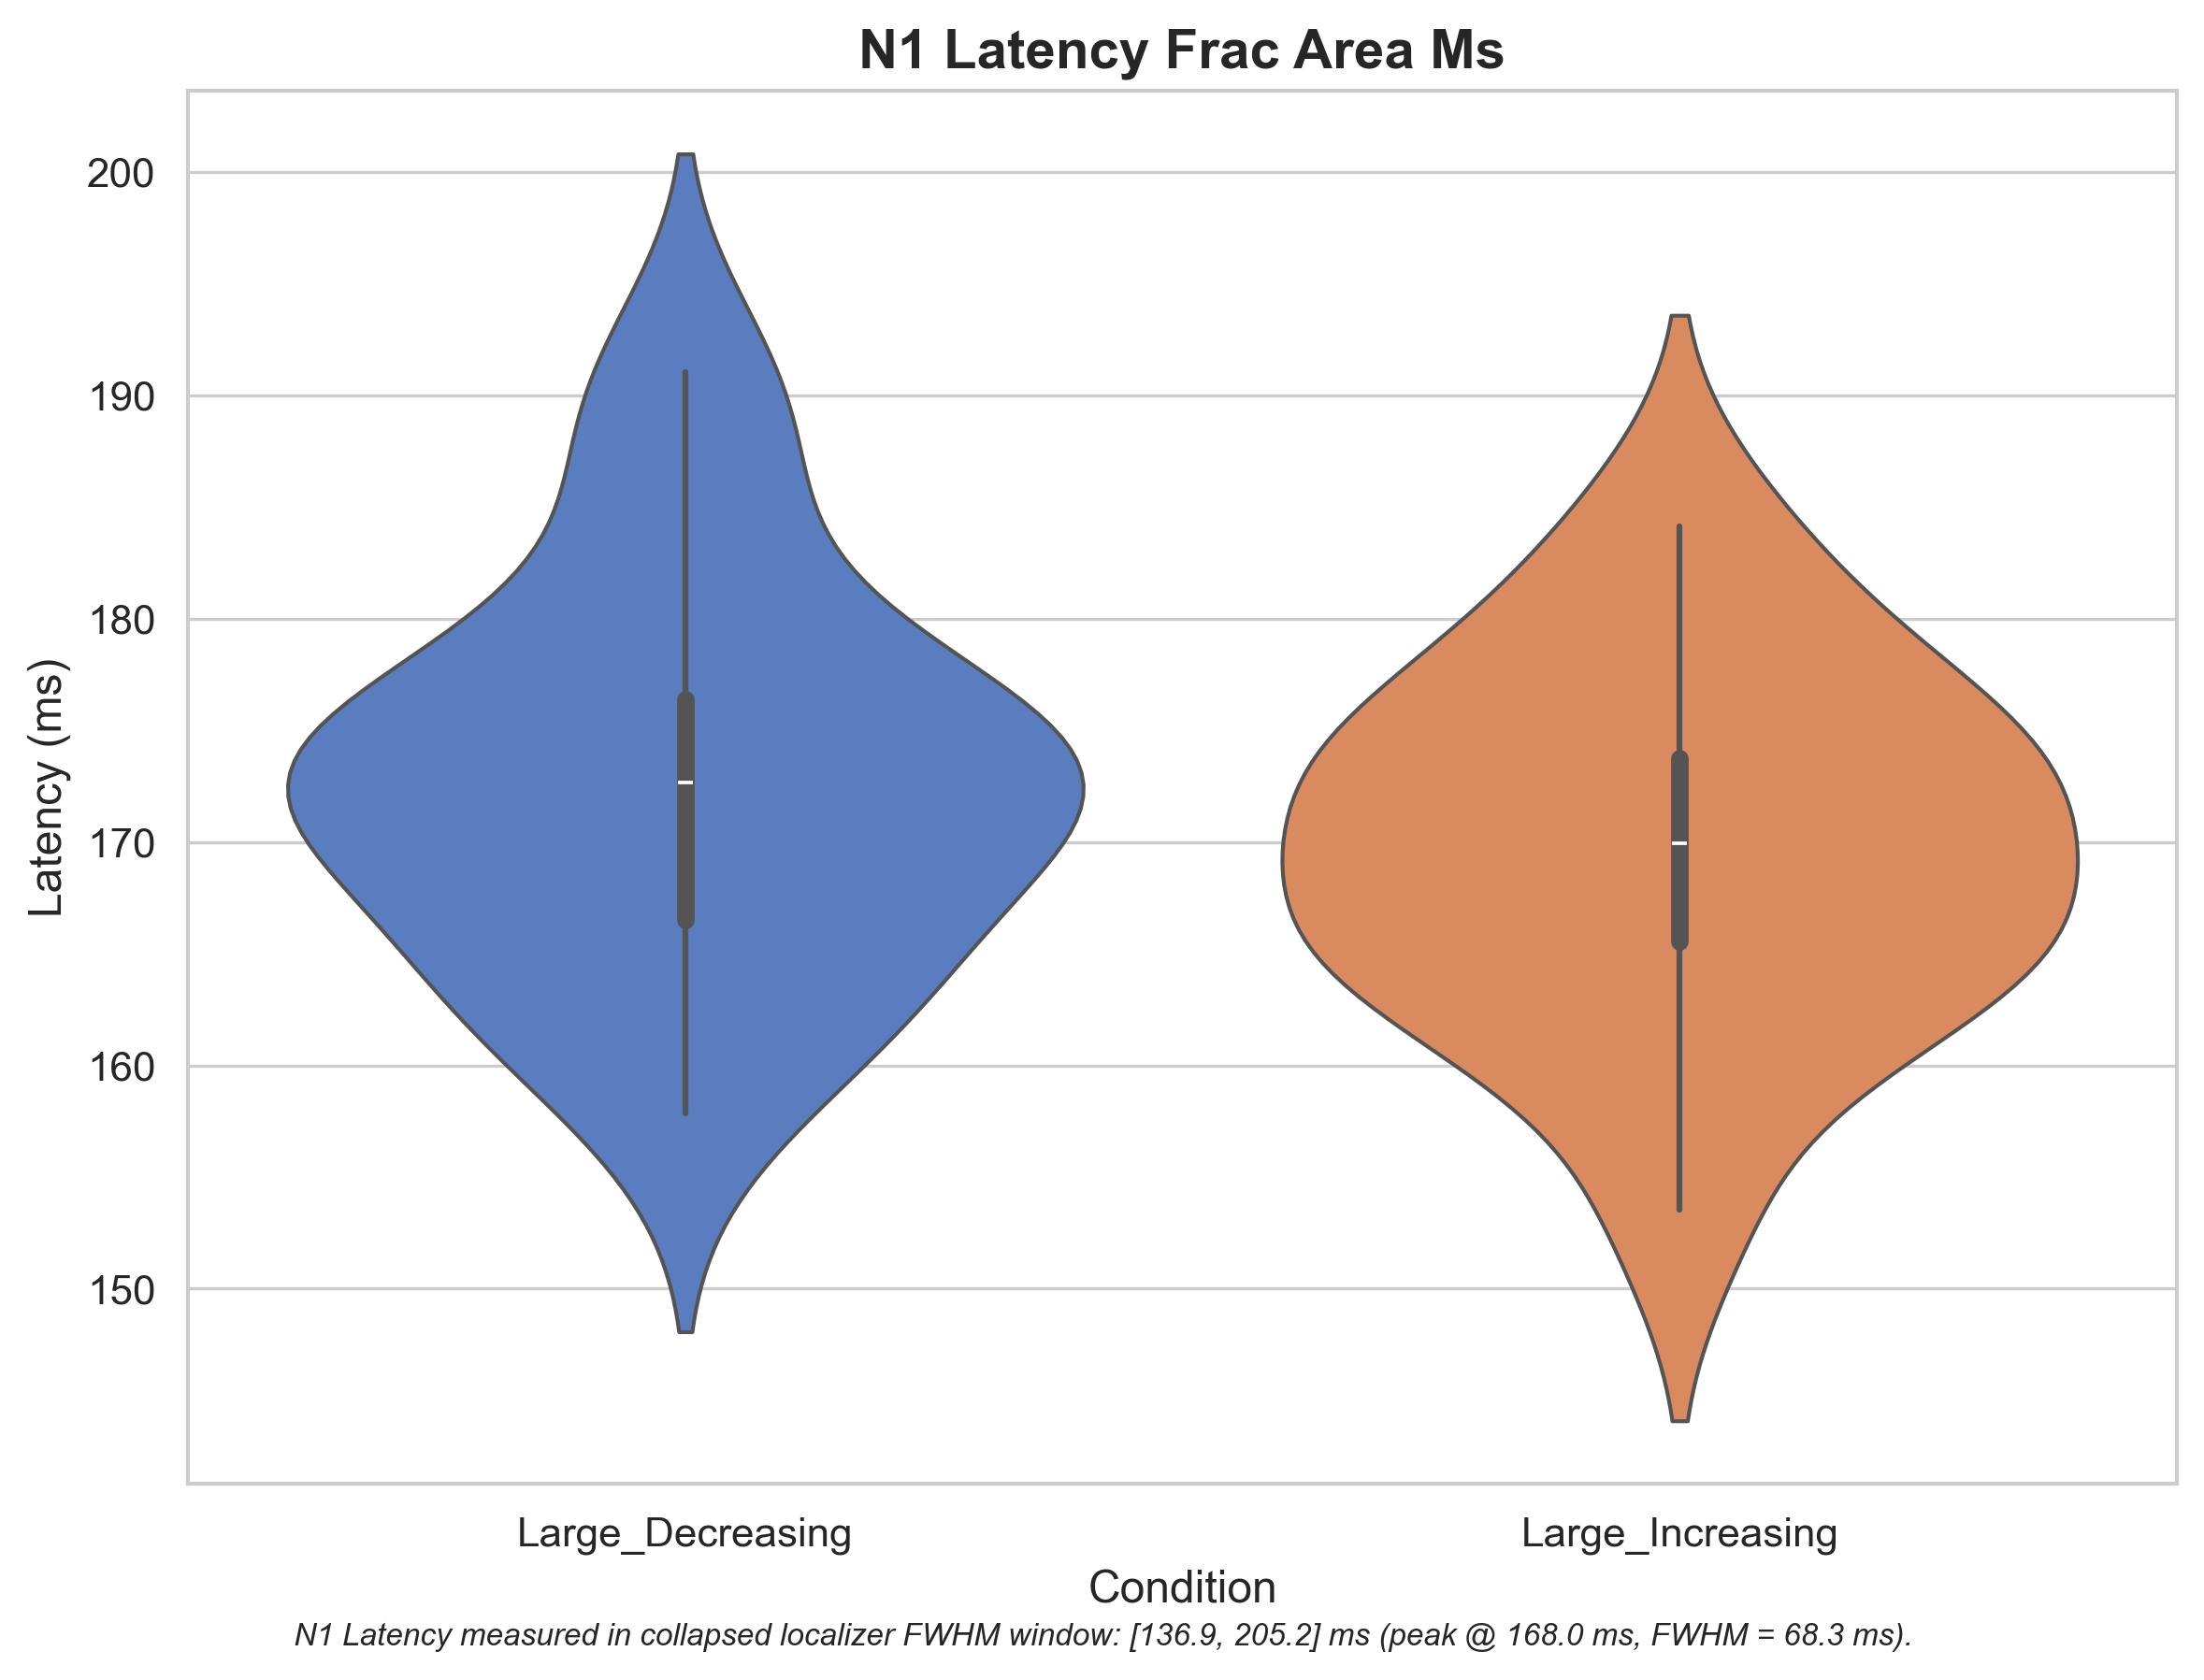 N1 Latency Frac Area Ms
Latency (ms)
200
190
180
170
160
150
Large_Decreasing
Large_Increasing
Condition
N1 Latency measured in collapsed localizer FWHM window: [136.9, 205.2] ms (peak @ 168.0 ms, FWHM = 68.3 ms).